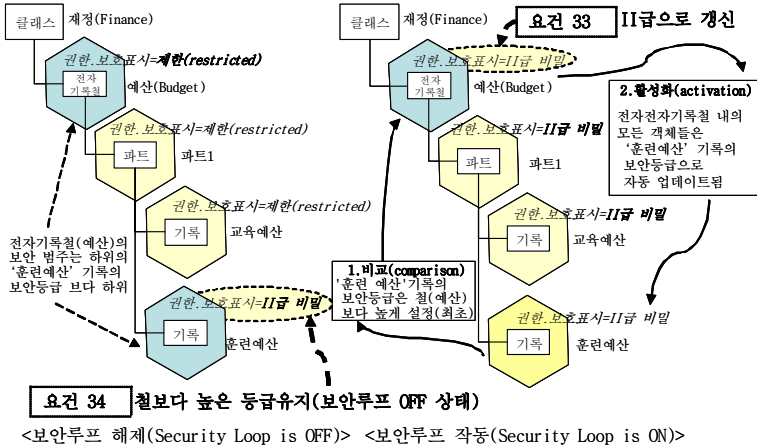 클래스 재정(Finance)
권한.보호표시=제한(restricted)
전자
기록철
예산(Budget)
권한.보호표시=제한(restricted)
파트 파트1
권한.보호표시=제한(restricted)
기록 교육예산
전자기록철(예산)의
보안 범주는 하위의
'훈련예산' 기록의
보안등급 브다 하위
권한.보호표시=II급 비밀
기록
훈련예산
요건 34 철보다 높은 등급유지(보안루프 OFF 상태)
<보안루프 해제(Security Loop is OFF)>
클래스 재정(Finance)
요건 33 II급으로 갱신
권한.보호표시=II급 비밀
전자
기록철
예산(Budget)
2.활성화(activation)
전자전자기록철 내의
모든 객체들은
'훈련예산' 기록의
보안등급으로
자동 업데이트됨
권한.보호표시=II급 비밀
파트 파트1
권한.보호표시=II급 비밀
기록 교육예산
1.비교(comparison)
'훈련 예산'기록의
보안등급은 철(예산)
보다 높게 설정(최초)
권한.보호표시=II급 비밀
기록
훈련예산
<보안루프 작동(Security Loop is ON)>